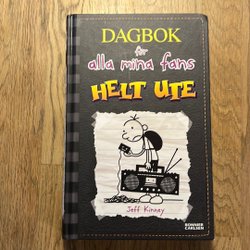 DAGBOK
för
alla mina fans
HELT UTE
Jeff Kinney
BONNIER
CARLSEN